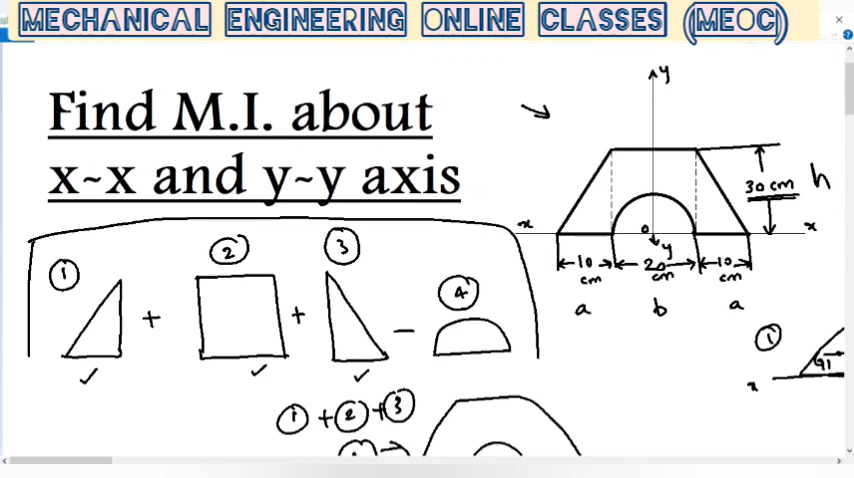 MECHANICAL ENGINEERING ONLINE CLASSES (MEOC)
Find M.I. about
x-x and y-y axis
y
30 cm h
x o x
y
10 cm 20 cm 10 cm
a b a
1 + 2 + 3 - 4
1
G1
x
1 + 2 + 3